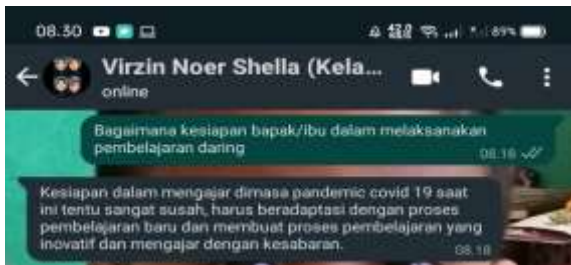 08.30
89%
Virzin Noer Shella (Kela...
online
Bagaimana kesiapan bapak/ibu dalam melaksanakan
pembelajaran daring
08.16
Kesiapan dalam mengajar dimasa pandemic covid 19 saat
ini tentu sangat susah, harus beradaptasi dengan proses
pembelajaran baru dan membuat proses pembelajaran yang
inovatif dan mengajar dengan kesabaran.
08.18